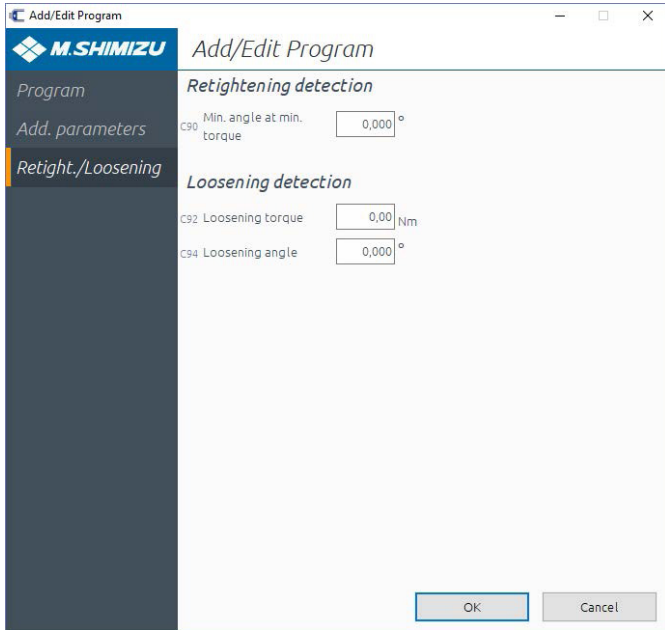 Add/Edit Program
M.SHIMIZU
Add/Edit Program
Program
Add. parameters
Retight./Loosening
Retightening detection
C90 Min. angle at min.
torque
0,000 °
Loosening detection
C92 Loosening torque 0,00 Nm
C94 Loosening angle 0,000 °
OK
Cancel